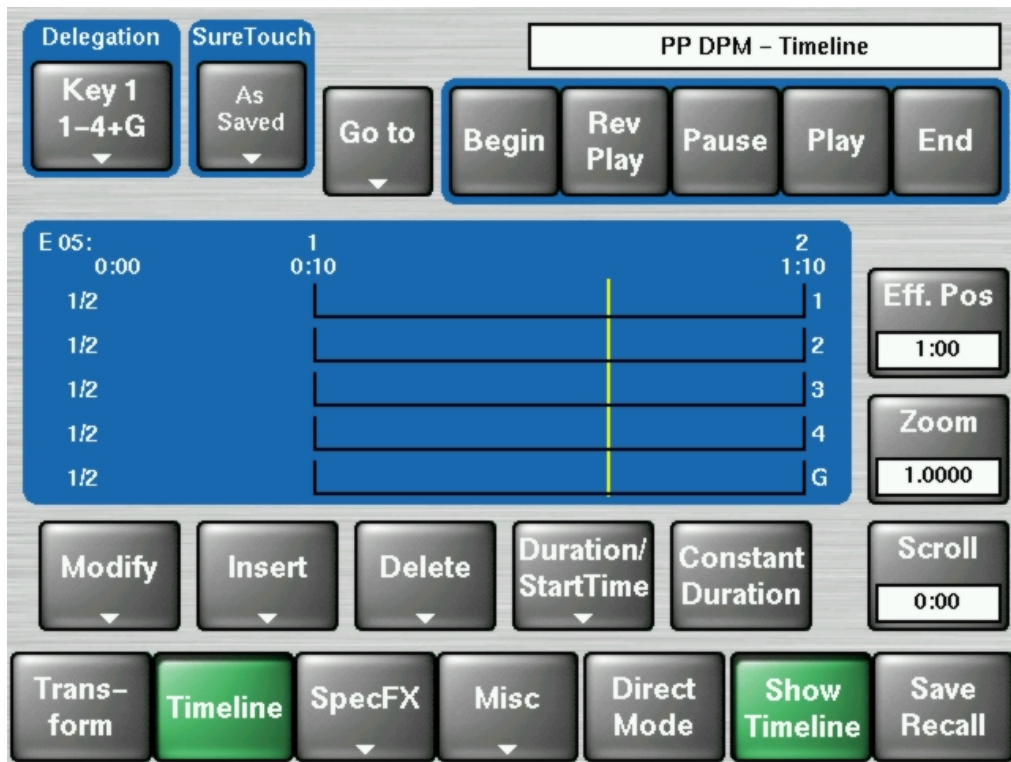 Delegation
SureTouch
PP DPM – Timeline
Key 1
1–4+G
As
Saved
Go to
Begin
Rev
Play
Pause
Play
End
E 05:
1
2
0:00
0:10
1:10
1/2
1
1/2
2
1/2
3
1/2
4
1/2
G
Eff. Pos
1:00
Zoom
1.0000
Scroll
0:00
Modify
Insert
Delete
Duration/
StartTime
Constant
Duration
Trans–
form
Timeline
SpecFX
Misc
Direct
Mode
Show
Timeline
Save
Recall